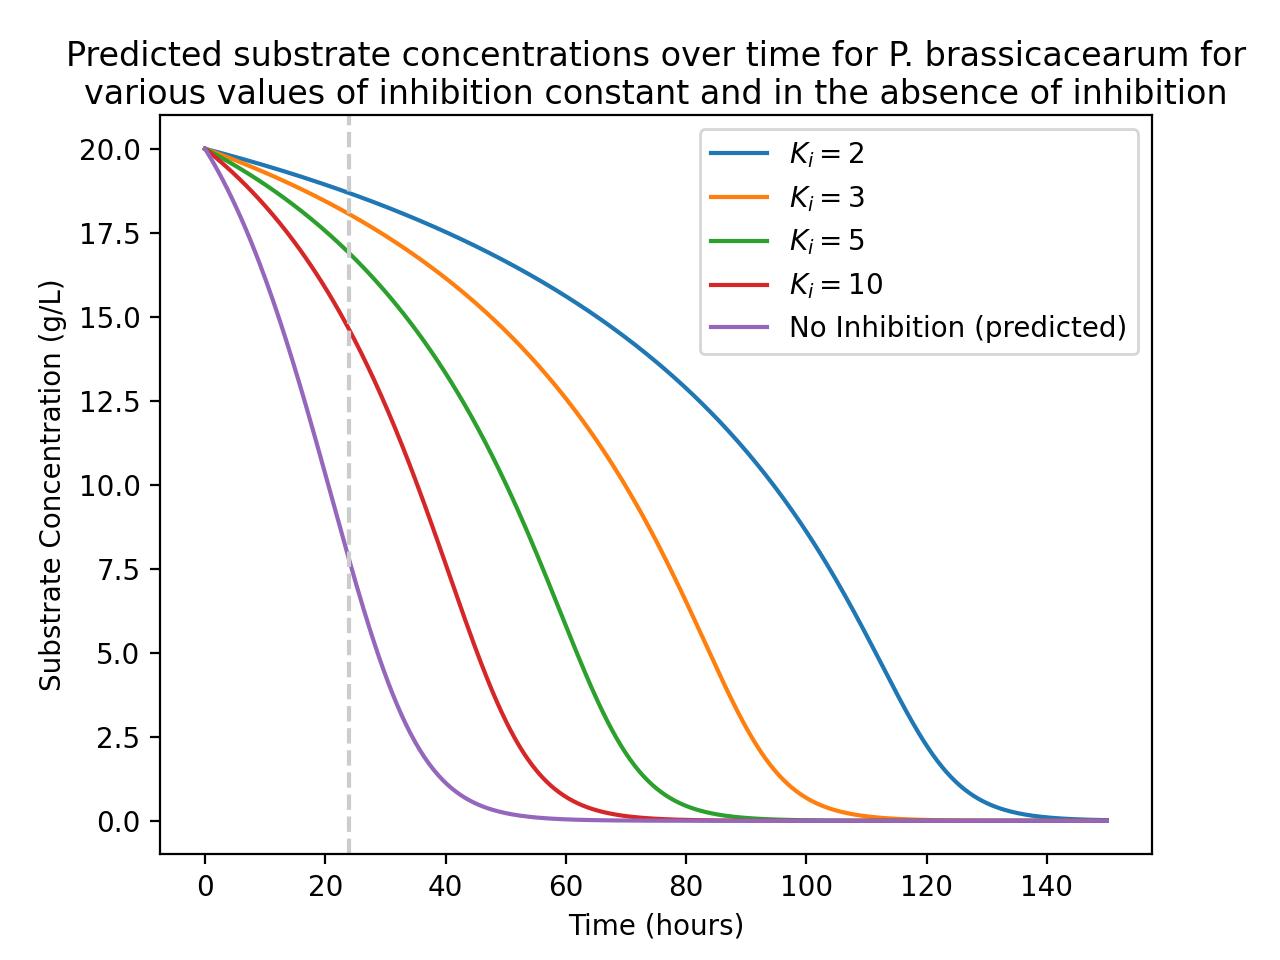 Predicted substrate concentrations over time for P. brassicacearum for
various values of inhibition constant and in the absence of inhibition
20.0
17.5
15.0
12.5
10.0
7.5
5.0
2.5
0.0
Substrate Concentration (g/L)
K_i = 2
K_i = 3
K_i = 5
K_i = 10
No Inhibition (predicted)
0 20 40 60 80 100 120 140
Time (hours)